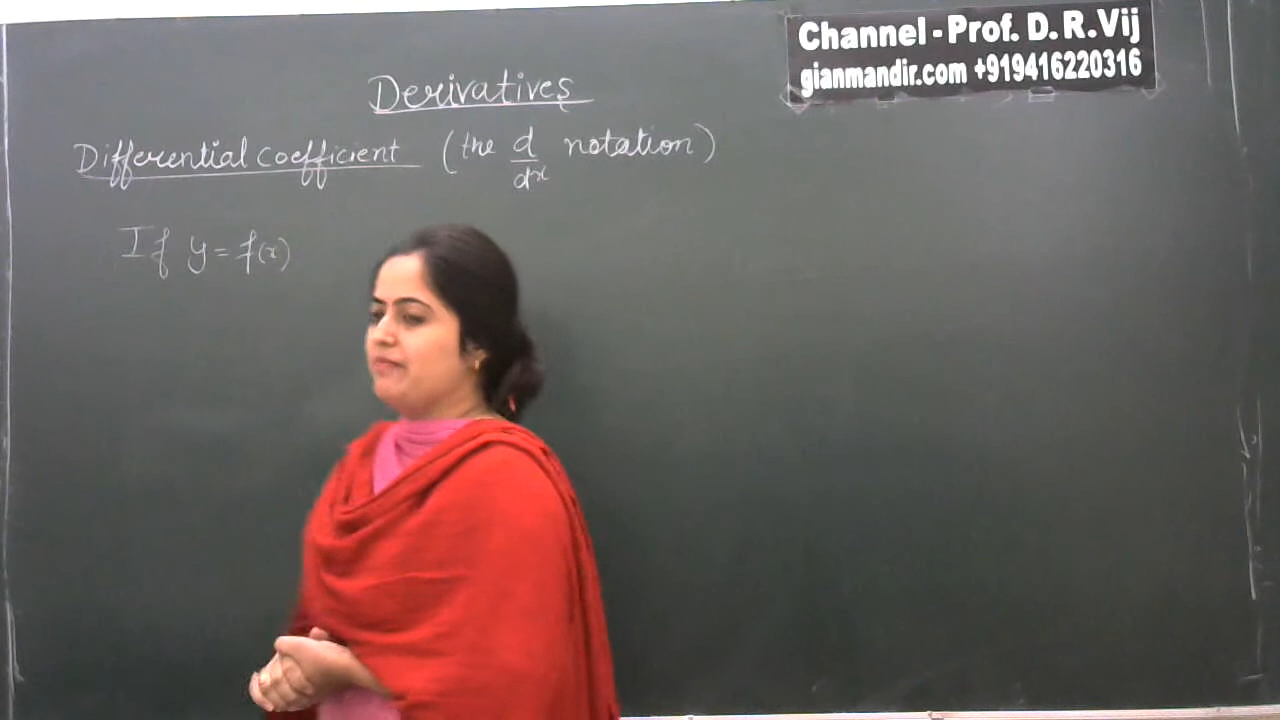 Channel - Prof. D. R. Vij
gianmandir.com +919416220316
Derivatives
Differential coefficient (the d/dx notation)
If y = f(x)